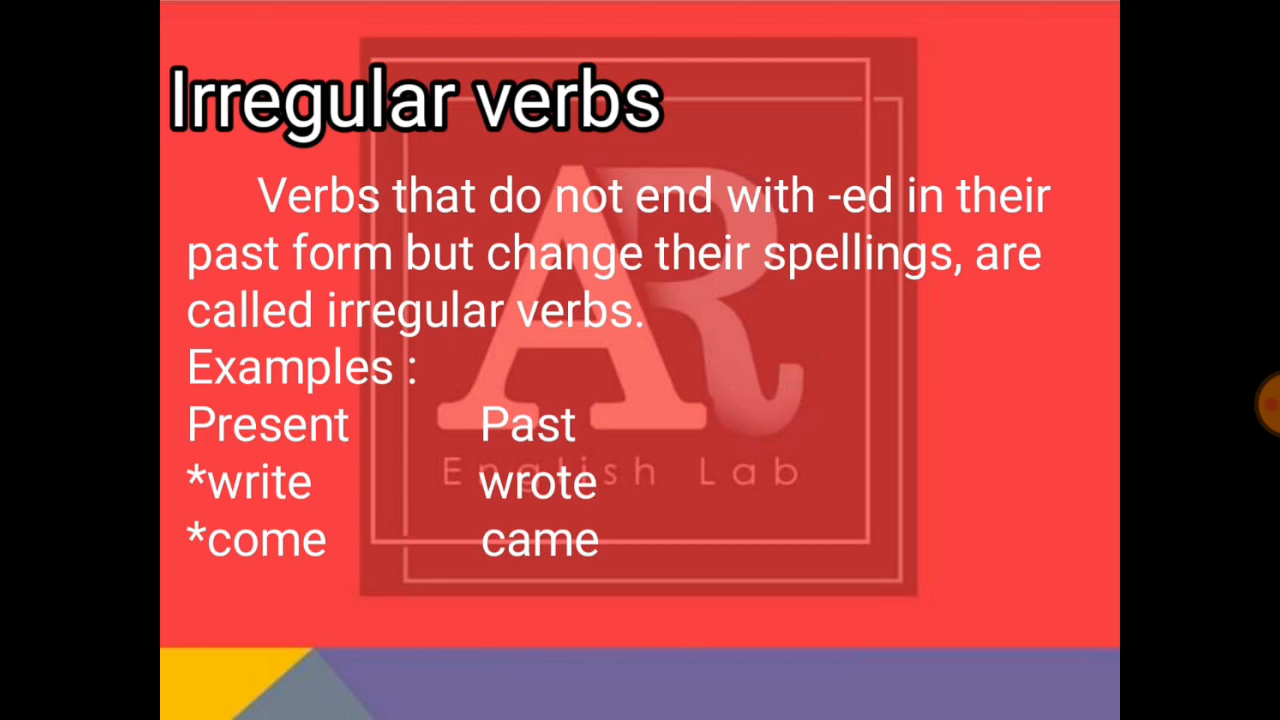 Irregular verbs
Verbs that do not end with -ed in their
past form but change their spellings, are
called irregular verbs.
Examples :
Present Past
*write wrote
*come came
AR
English Lab